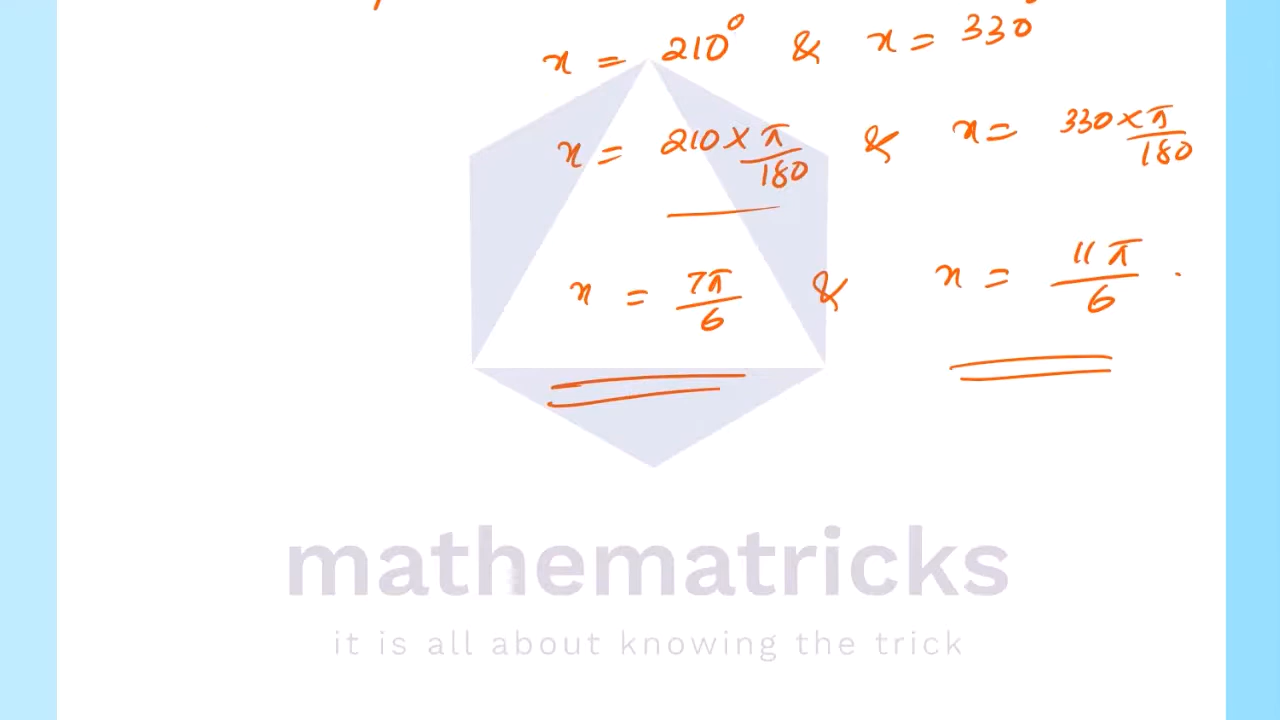 x = 210° & x = 330°
x = 210 × π/180 & x = 330 × π/180
x = 7π/6 & x = 11π/6 .
mathematricks
it is all about knowing the trick